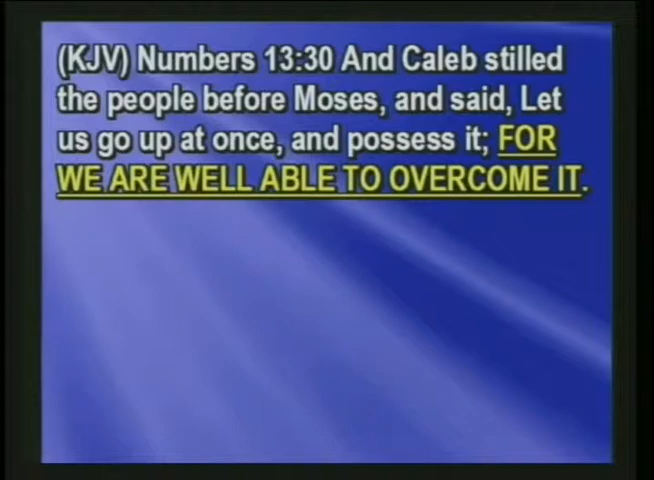 (KJV) Numbers 13:30 And Caleb stilled
the people before Moses, and said, Let
us go up at once, and possess it; FOR
WE ARE WELL ABLE TO OVERCOME IT.